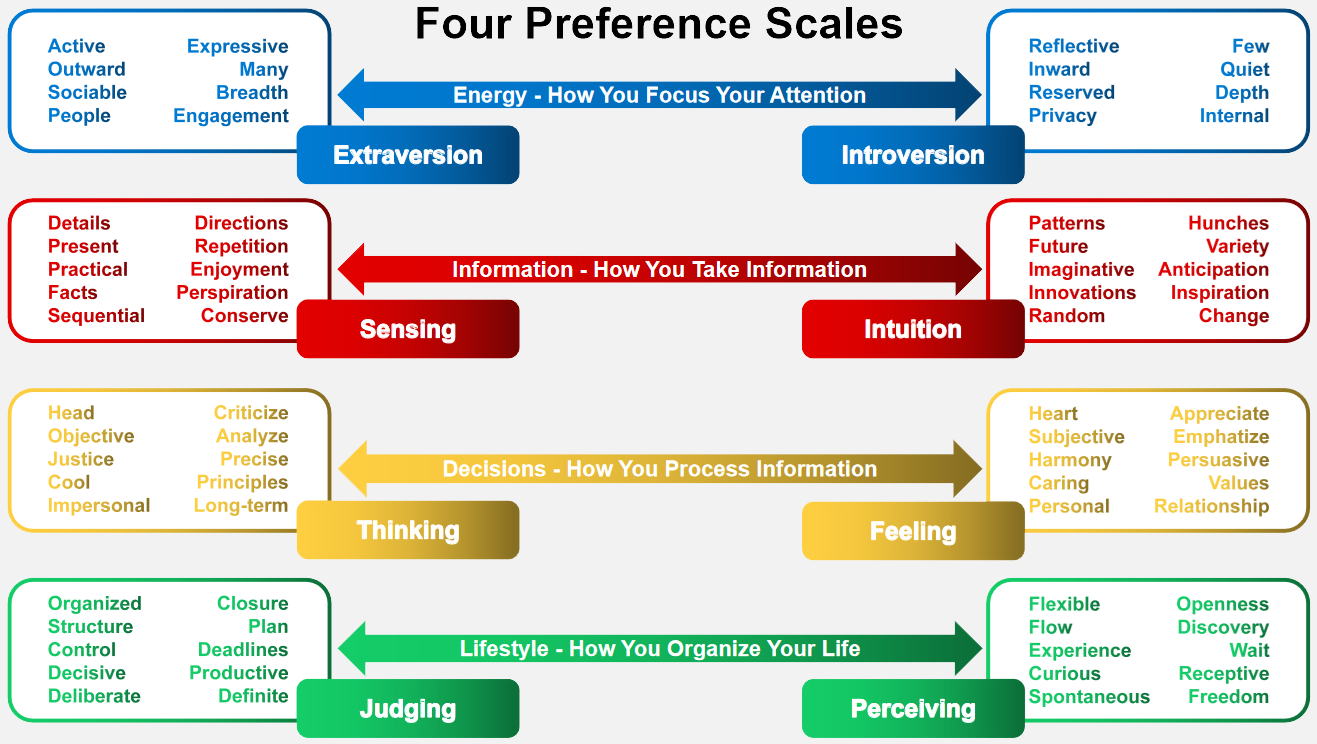 Four Preference Scales
Active Expressive
Outward Many
Sociable Breadth
People Engagement
Energy - How You Focus Your Attention
Extraversion
Reflective Few
Inward Quiet
Reserved Depth
Privacy Internal
Introversion
Details Directions
Present Repetition
Practical Enjoyment
Facts Perspiration
Sequential Conserve
Information - How You Take Information
Sensing
Patterns Hunches
Future Variety
Imaginative Anticipation
Innovations Inspiration
Random Change
Intuition
Head Criticize
Objective Analyze
Justice Precise
Cool Principles
Impersonal Long-term
Decisions - How You Process Information
Thinking
Heart Appreciate
Subjective Emphatize
Harmony Persuasive
Caring Values
Personal Relationship
Feeling
Organized Closure
Structure Plan
Control Deadlines
Decisive Productive
Deliberate Definite
Lifestyle - How You Organize Your Life
Judging
Flexible Openness
Flow Discovery
Experience Wait
Curious Receptive
Spontaneous Freedom
Perceiving